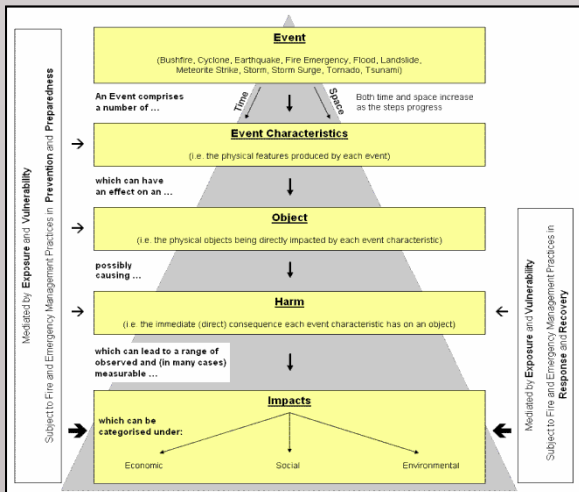 Event
(Bushfire, Cyclone, Earthquake, Fire Emergency, Flood, Landslide,
Meteorite Strike, Storm, Storm Surge, Tornado, Tsunami)
An Event comprises
a number of ...
Time
Space
Both time and space increase
as the steps progress
Event Characteristics
(i.e. the physical features produced by each event)
which can have
an effect on an ...
Object
(i.e. the physical objects being directly impacted by each event characteristic)
possibly
causing ...
Harm
(i.e. the immediate (direct) consequence each event characteristic has on an object)
which can lead to a range of
observed and (in many cases)
measurable ...
Impacts
which can be
categorised under:
Economic
Social
Environmental
Mediated by Exposure and Vulnerability
Subject to Fire and Emergency Management Practices in Prevention and Preparedness
Mediated by Exposure and Vulnerability
Subject to Fire and Emergency Management Practices in
Response and Recovery